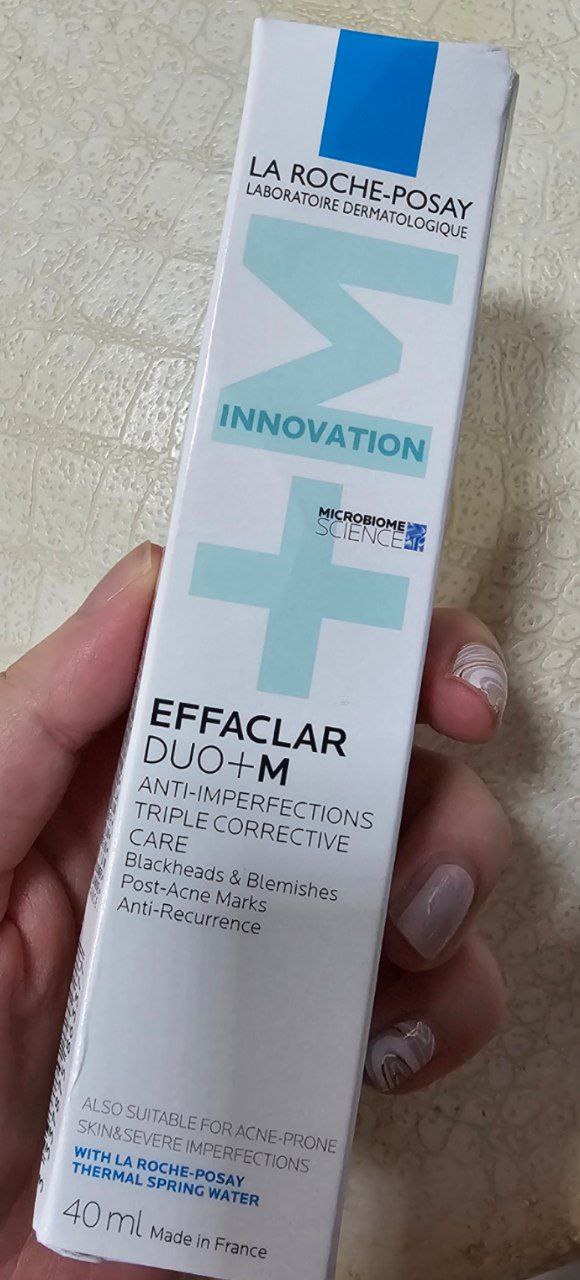 LA ROCHE-POSAY
LABORATOIRE DERMATOLOGIQUE
+M
INNOVATION
MICROBIOME
SCIENCE
EFFACLAR
DUO+M
ANTI-IMPERFECTIONS
TRIPLE CORRECTIVE
CARE
Blackheads & Blemishes
Post-Acne Marks
Anti-Recurrence
ALSO SUITABLE FOR ACNE-PRONE
SKIN&SEVERE IMPERFECTIONS
WITH LA ROCHE-POSAY
THERMAL SPRING WATER
40 ml Made in France